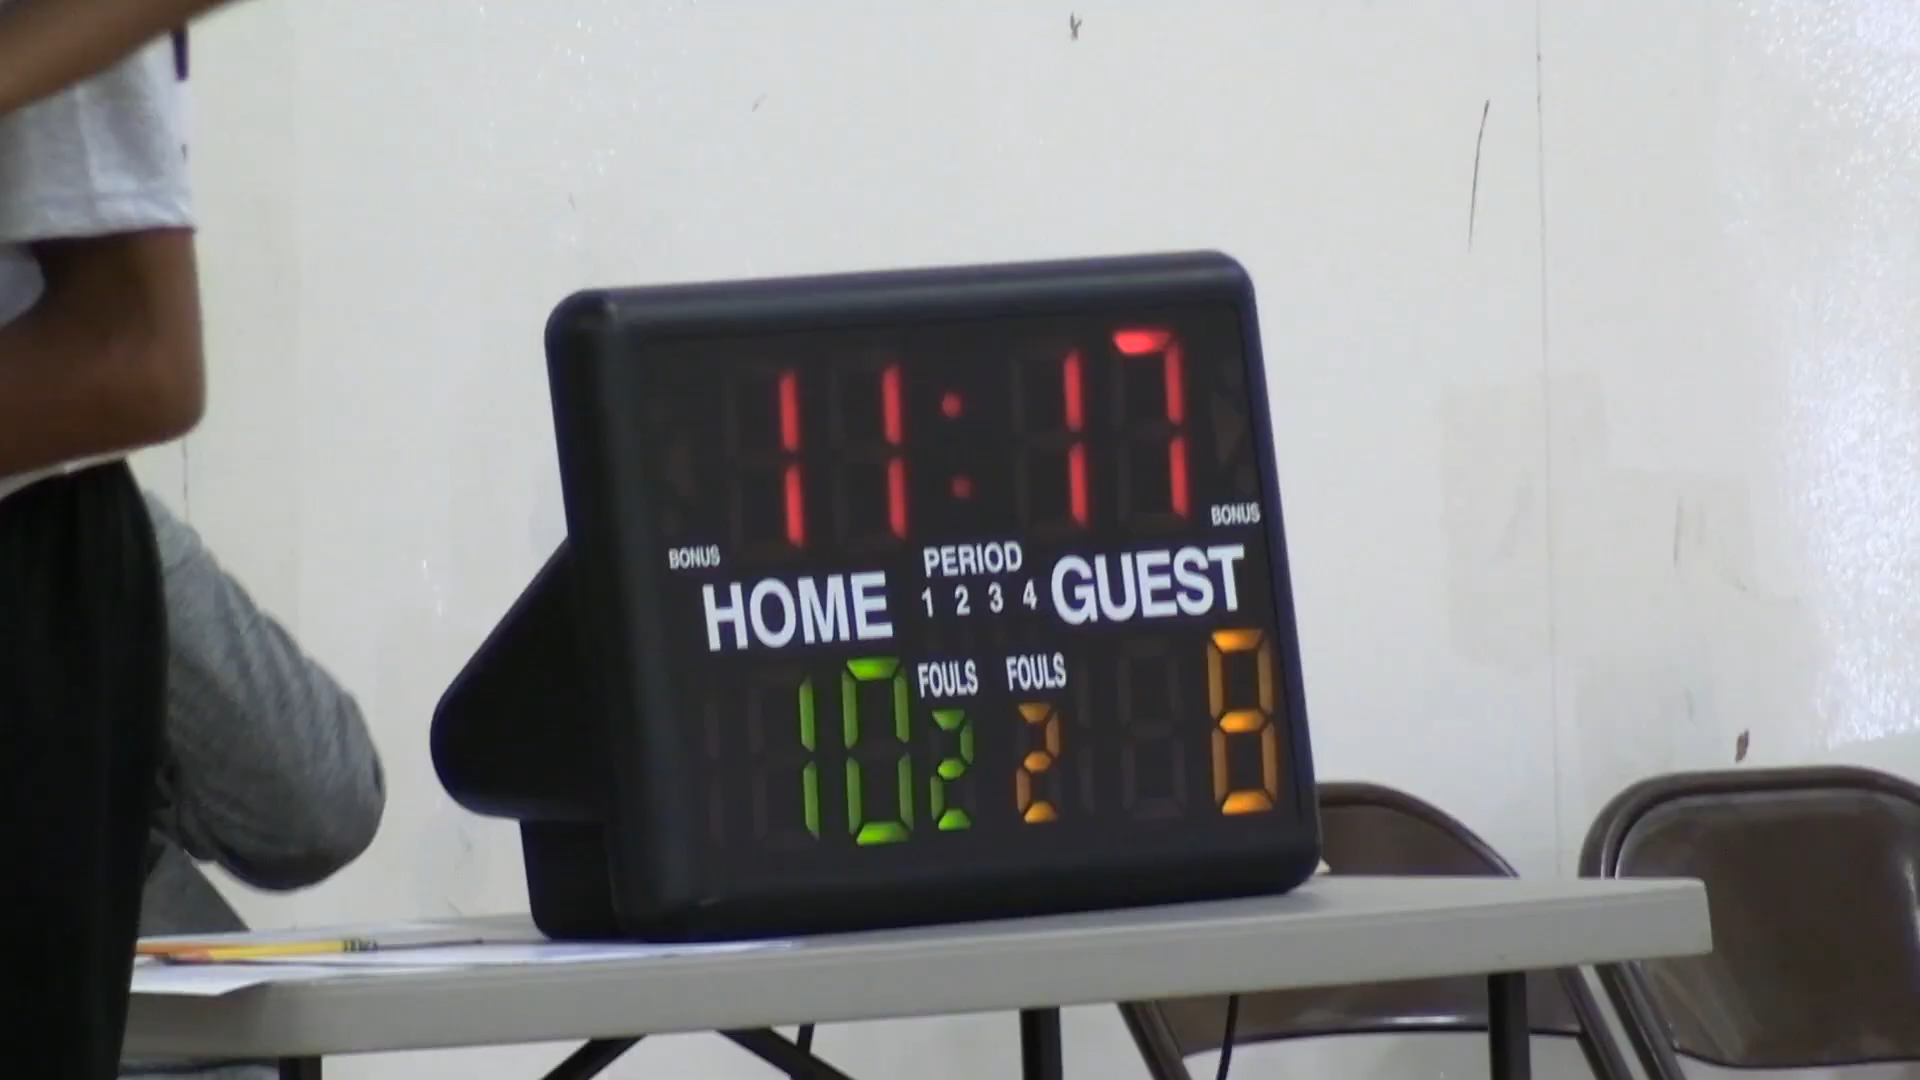 11:17
BONUS PERIOD BONUS
HOME 1 2 3 4 GUEST
FOULS FOULS
10 2 2 8